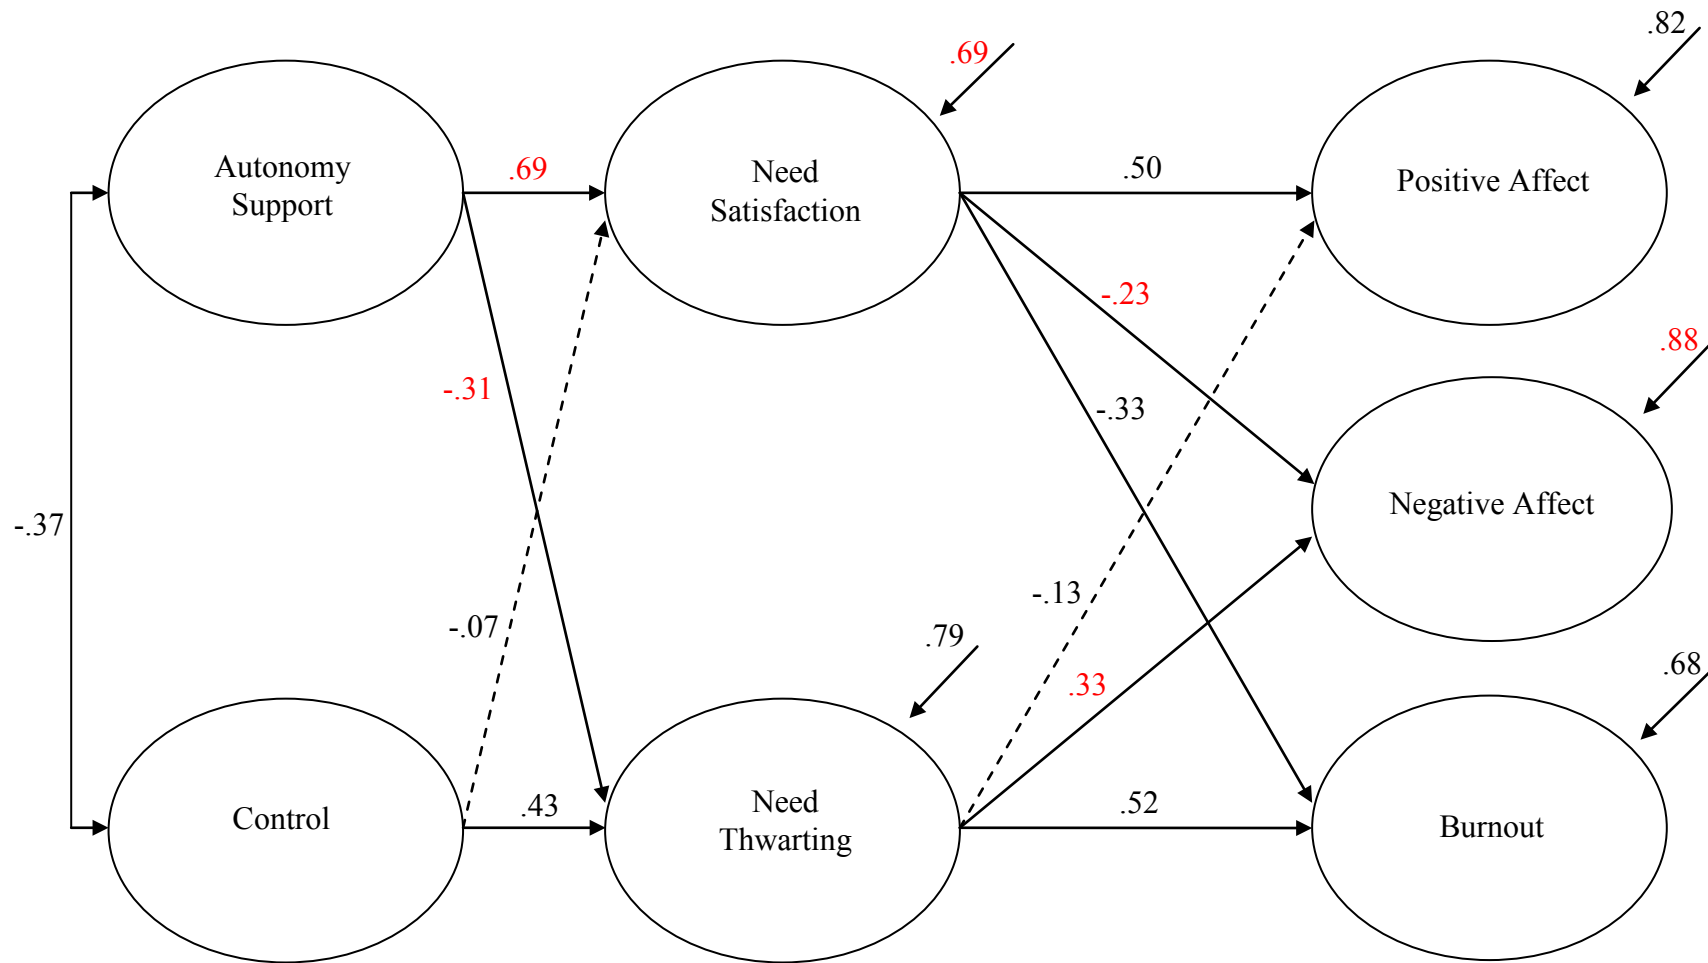 .82
.69
Autonomy
Support
.69
Need
Satisfaction
.50
Positive Affect
-.23
.88
-.31
-.33
-.37
Negative Affect
-.07
-.13
.79
.33
.68
Control
.43
Need
Thwarting
.52
Burnout